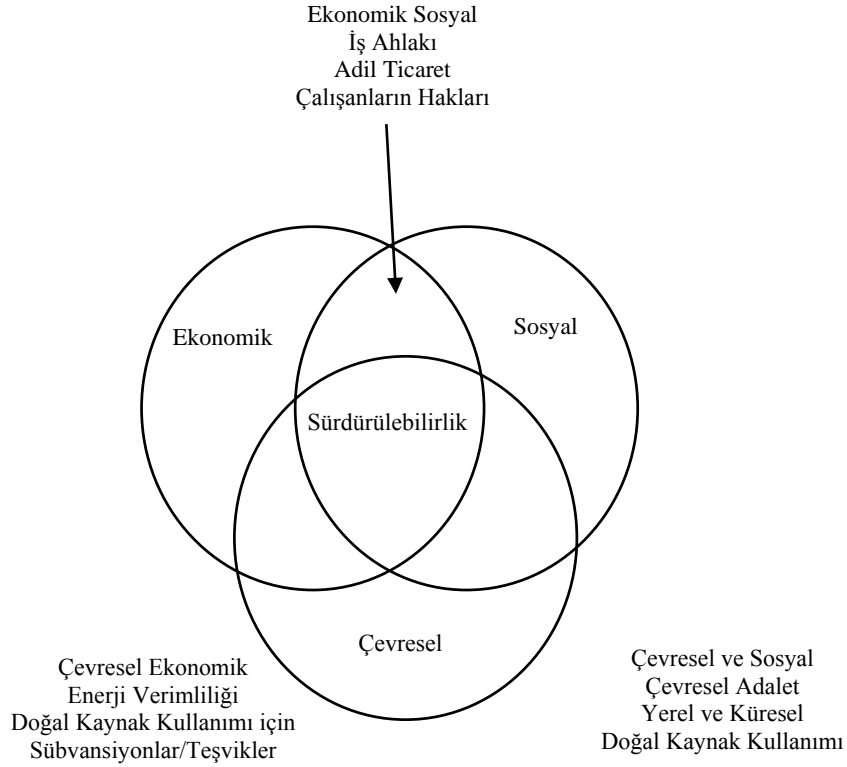 Ekonomik Sosyal
İş Ahlakı
Adil Ticaret
Çalışanların Hakları
Ekonomik
Sosyal
Sürdürülebilirlik
Çevresel
Çevresel Ekonomik
Enerji Verimliliği
Doğal Kaynak Kullanımı için
Sübvansiyonlar/Teşvikler
Çevresel ve Sosyal
Çevresel Adalet
Yerel ve Küresel
Doğal Kaynak Kullanımı